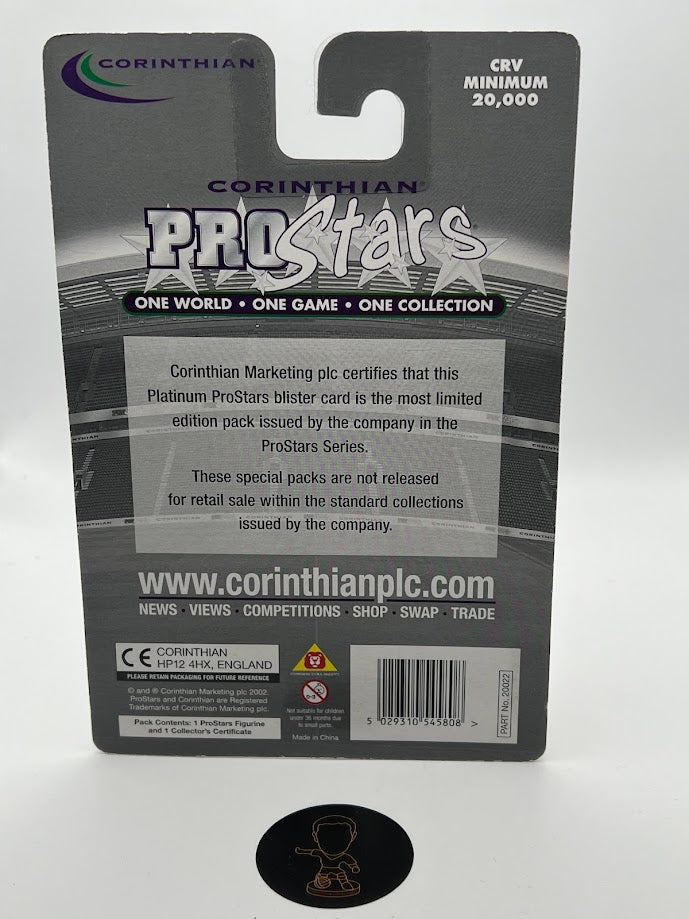 CORINTHIAN
CRV
MINIMUM
20,000
CORINTHIAN®
PROStars
ONE WORLD • ONE GAME • ONE COLLECTION
Corinthian Marketing plc certifies that this
Platinum ProStars blister card is the most limited
edition pack issued by the company in the
ProStars Series.
These special packs are not released
for retail sale within the standard collections
issued by the company.
www.corinthianplc.com
NEWS • VIEWS • COMPETITIONS • SHOP • SWAP • TRADE
CE CORINTHIAN
HP12 4HX, ENGLAND
PLEASE RETAIN PACKAGING FOR FUTURE REFERENCE
© and ® Corinthian Marketing plc 2002.
ProStars and Corinthian are Registered
Trademarks of Corinthian Marketing plc.
Pack Contents: 1 ProStars Figurine
and 1 Collector's Certificate
0-3
Not suitable for children
under 36 months due
to small parts.
Made in China
5 029310 545808 >
PART No. 20022